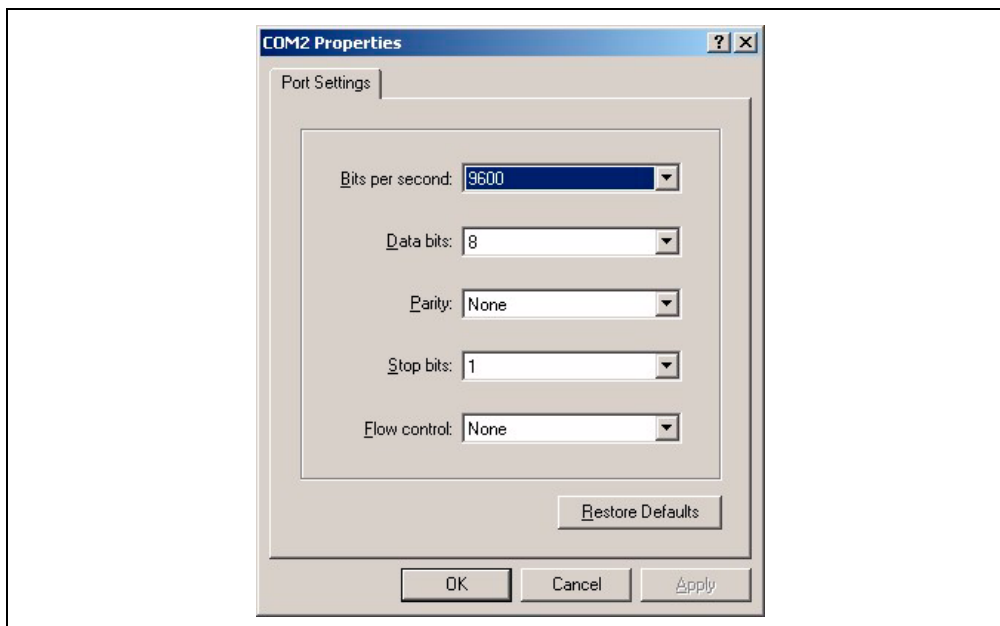 COM2 Properties
Port Settings
Bits per second: 9600
Data bits: 8
Parity: None
Stop bits: 1
Flow control: None
Restore Defaults
OK Cancel Apply